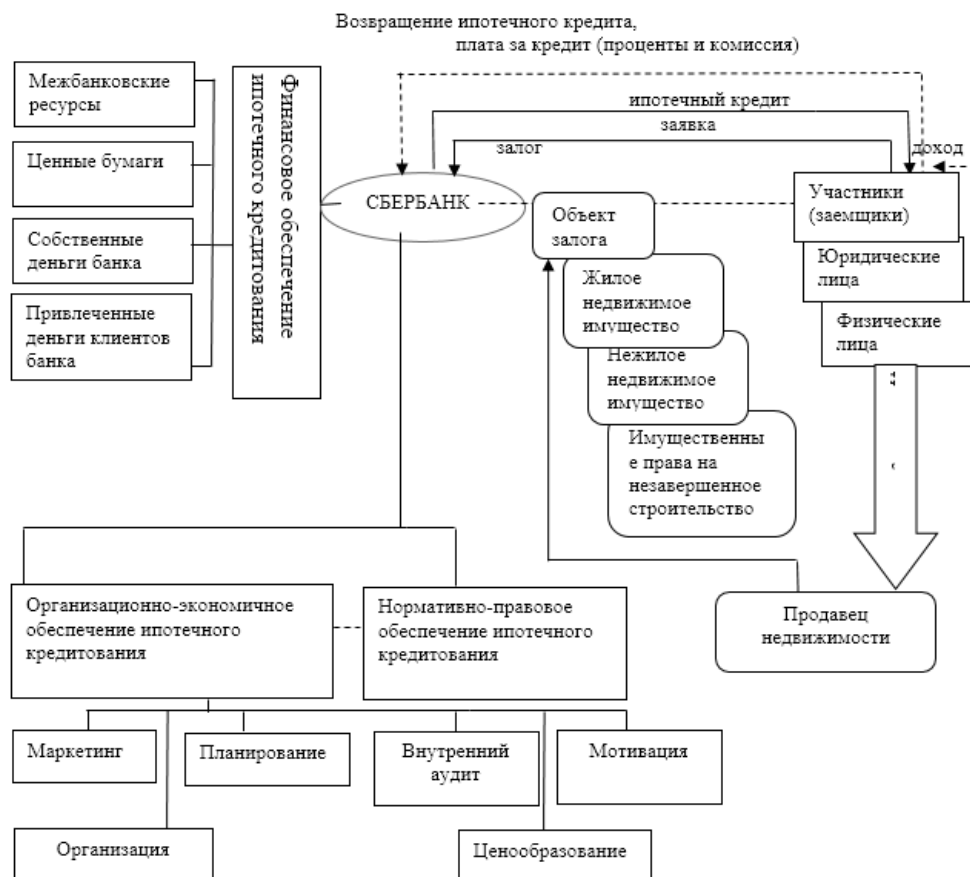 Возвращение ипотечного кредита,
плата за кредит (проценты и комиссия)
Межбанковские
ресурсы
Ценные бумаги
Собственные
деньги банка
Привлеченные
деньги клиентов
банка
Финансовое обеспечение
ипотечного кредитования
ипотечный кредит
заявка
залог
доход
СБЕРБАНК
Объект
залога
Жилое
недвижимое
имущество
Нежилое
недвижимое
имущество
Имущественны
е права на
незавершенное
строительство
Участники
(заемщики)
Юридические
лица
Физические
лица
Продавец
недвижимости
Организационно-экономичное
обеспечение ипотечного
кредитования
Нормативно-правовое
обеспечение ипотечного
кредитования
Маркетинг
Планирование
Внутренний
аудит
Мотивация
Организация
Ценообразование